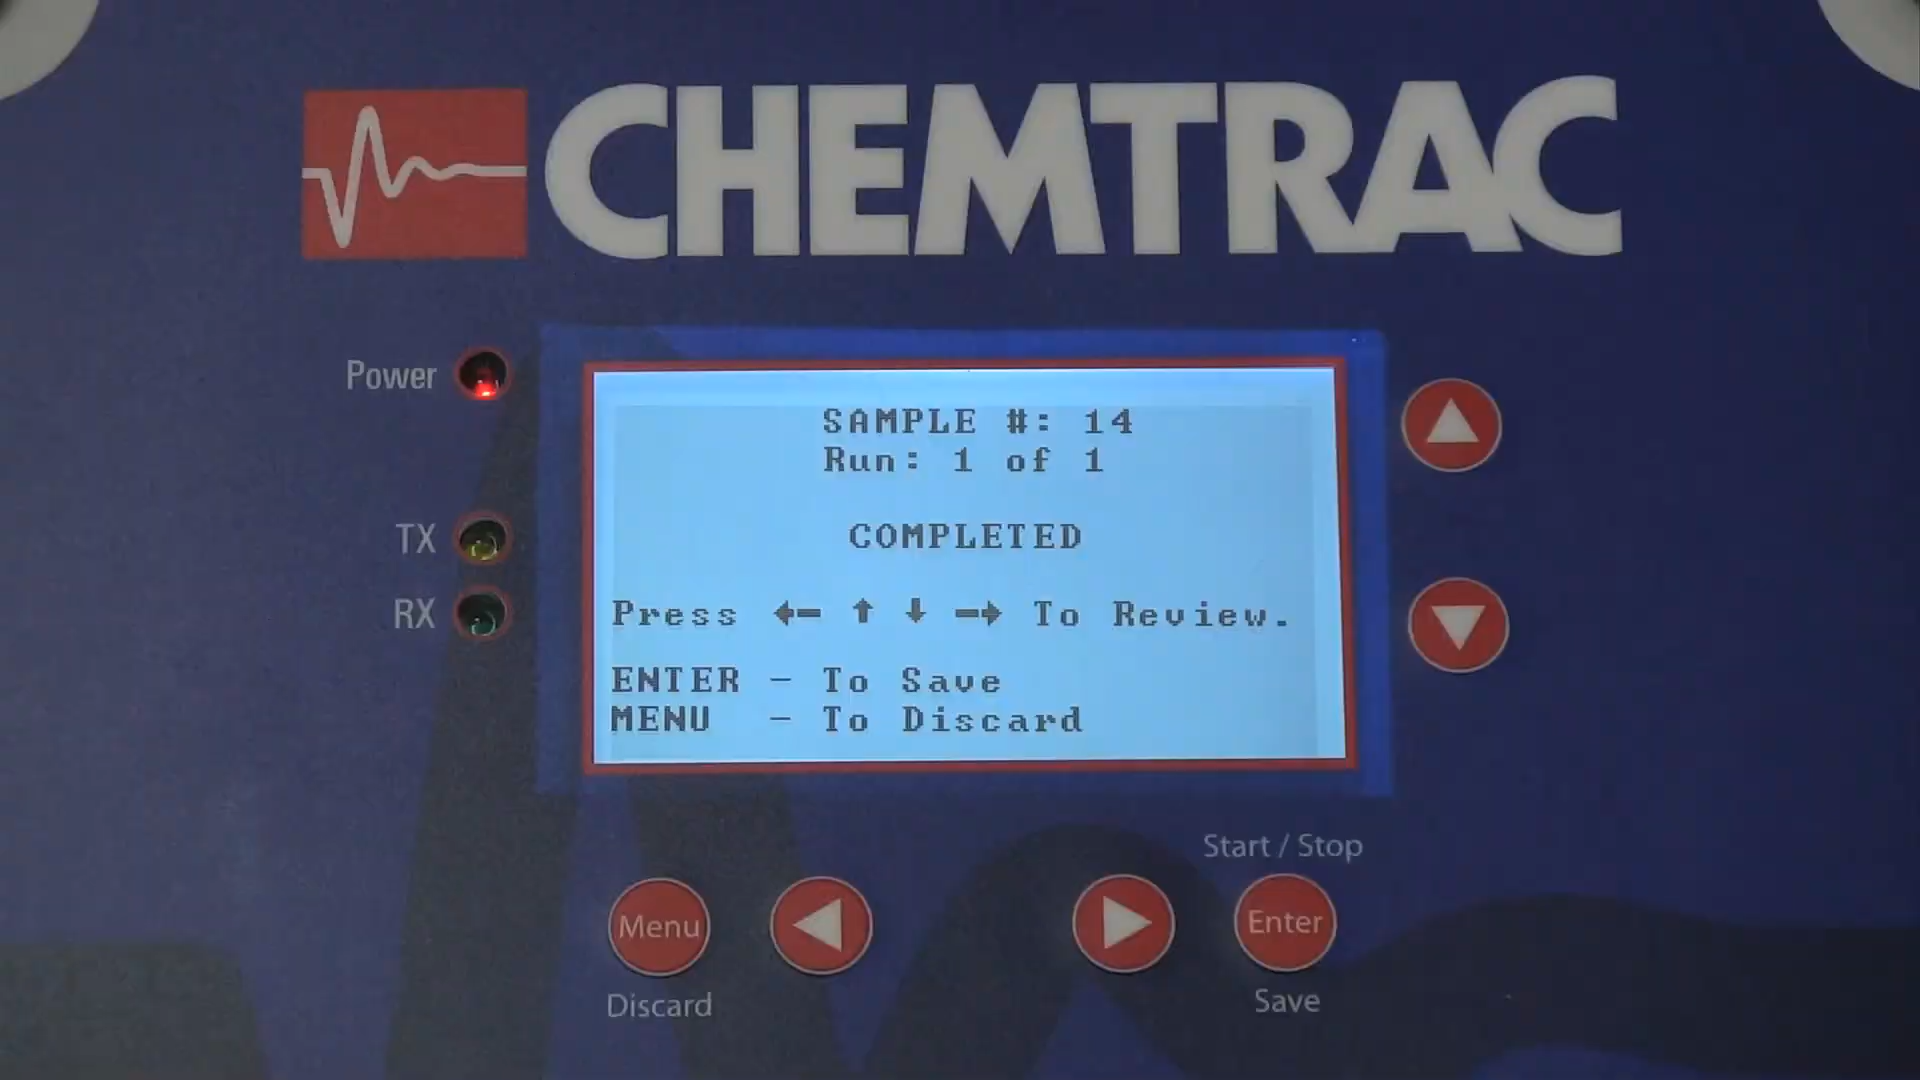 CHEMTRAC
Power
TX
RX
SAMPLE #: 14
Run: 1 of 1
COMPLETED
Press ← ↑ ↓ → To Review.
ENTER - To Save
MENU - To Discard
Start / Stop
Menu
Enter
Discard
Save